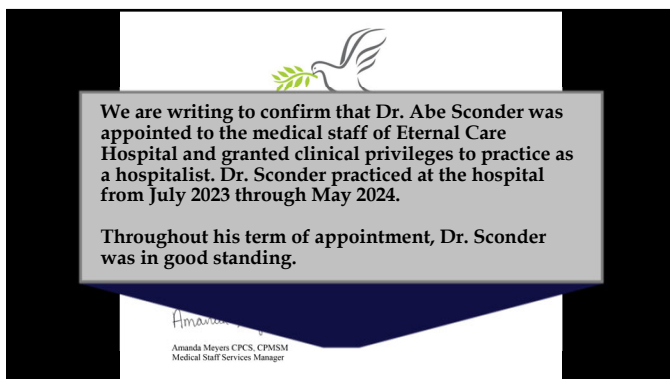 We are writing to confirm that Dr. Abe Sconder was
appointed to the medical staff of Eternal Care
Hospital and granted clinical privileges to practice as
a hospitalist. Dr. Sconder practiced at the hospital
from July 2023 through May 2024.
Throughout his term of appointment, Dr. Sconder
was in good standing.
Amanda Meyers CPCS, CPMSM
Medical Staff Services Manager